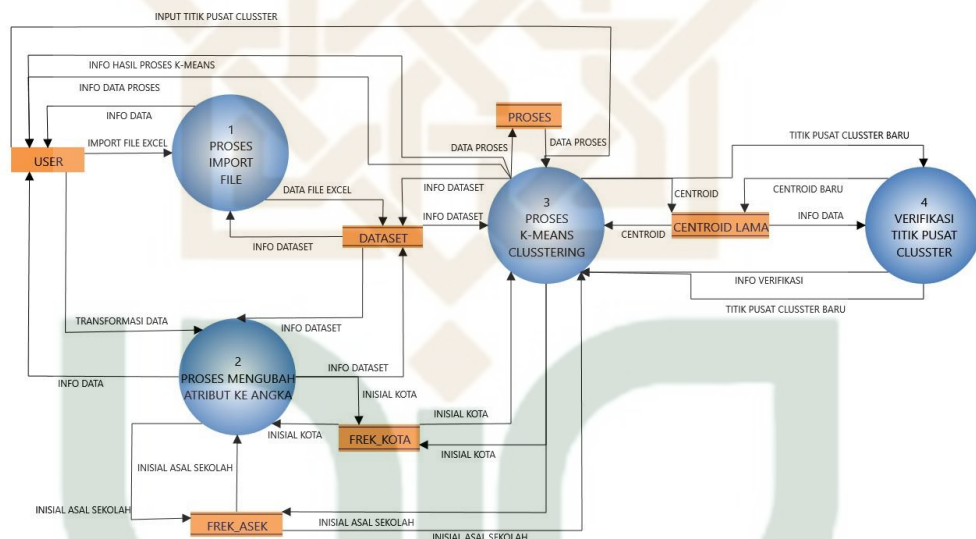 INPUT TITIK PUSAT CLUSSTER
INFO HASIL PROSES K-MEANS
INFO DATA PROSES
INFO DATA
IMPORT FILE EXCEL
USER
1
PROSES
IMPORT
FILE
DATA FILE EXCEL
INFO DATASET
DATASET
INFO DATASET
INFO DATASET
PROSES
DATA PROSES
DATA PROSES
3
PROSES
K-MEANS
CLUSSTERING
TITIK PUSAT CLUSSTER BARU
CENTROID
CENTROID BARU
CENTROID LAMA
CENTROID
INFO DATA
4
VERIFIKASI
TITIK PUSAT
CLUSSTER
INFO VERIFIKASI
TITIK PUSAT CLUSSTER BARU
TRANSFORMASI DATA
INFO DATASET
2
PROSES MENGUBAH
ATRIBUT KE ANGKA
INFO DATA
INFO DATASET
INISIAL KOTA
INISIAL KOTA
INISIAL KOTA
FREK_KOTA
INISIAL KOTA
INISIAL ASAL SEKOLAH
INISIAL ASAL SEKOLAH
FREK_ASEK
INISIAL ASAL SEKOLAH
INISIAL ASAL SEKOLAH